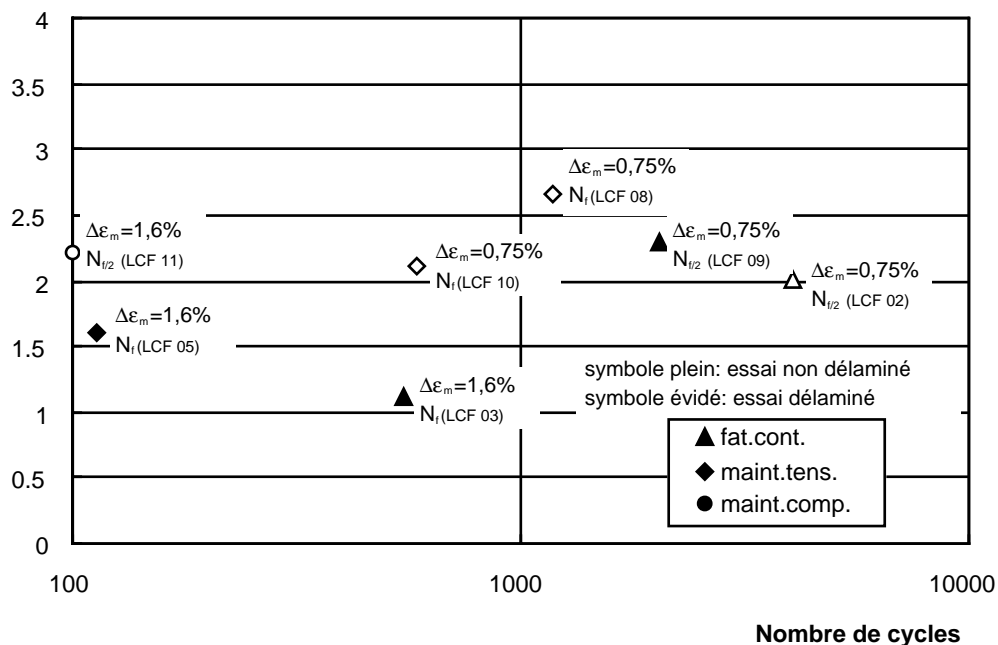 4
3.5
3
2.5
2
1.5
1
0.5
0
Δεm=0,75%
Nf (LCF 08)
Δεm=1,6%
Nf/2 (LCF 11)
Δεm=0,75%
Nf (LCF 10)
Δεm=0,75%
Nf/2 (LCF 09)
Δεm=0,75%
Nf/2 (LCF 02)
Δεm=1,6%
Nf (LCF 05)
Δεm=1,6%
Nf (LCF 03)
symbole plein: essai non délaminé
symbole évidé: essai délaminé
fat.cont.
maint.tens.
maint.comp.
100
1000
10000
Nombre de cycles